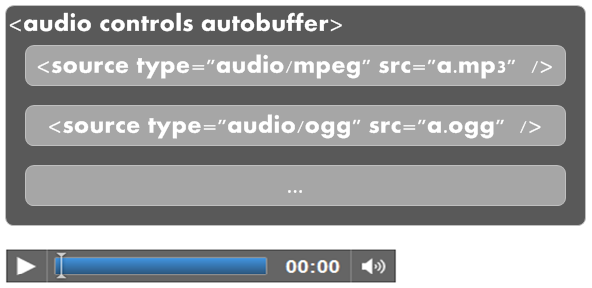 <audio controls autobuffer>
<source type="audio/mpeg" src="a.mp3" />
<source type="audio/ogg" src="a.ogg" />
...
00:00